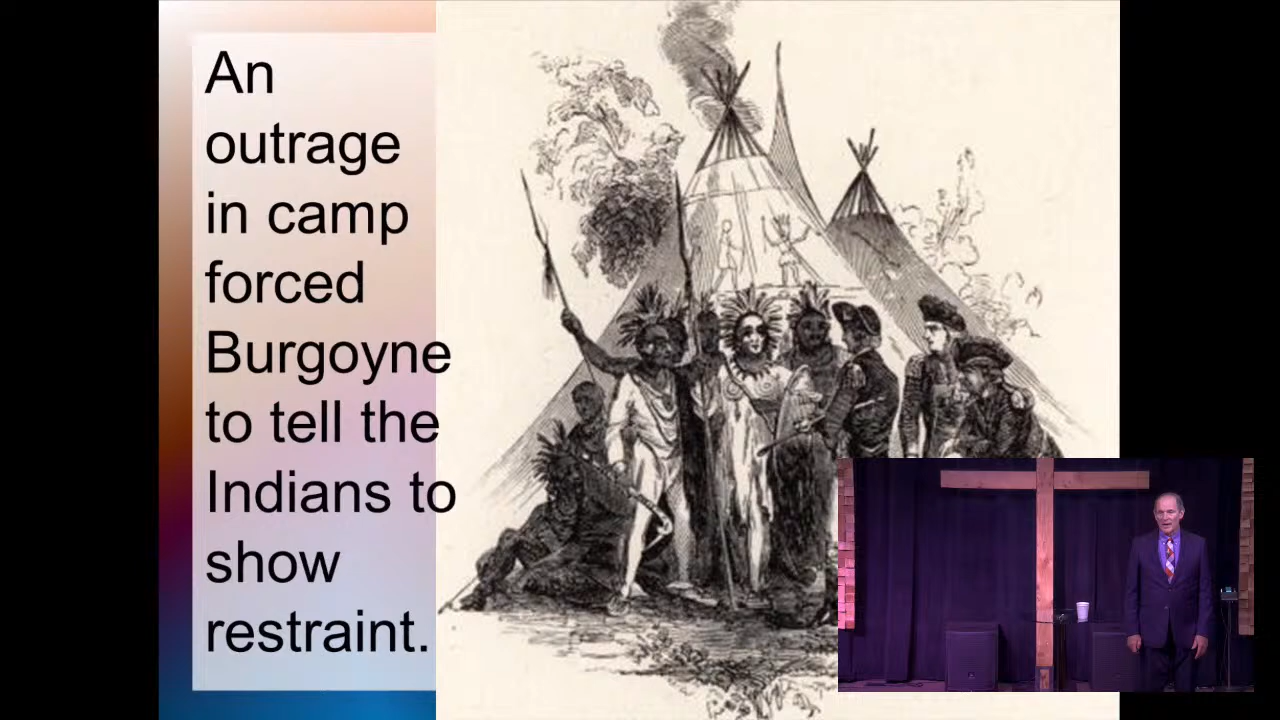 An
outrage
in camp
forced
Burgoyne
to tell the
Indians to
show
restraint.